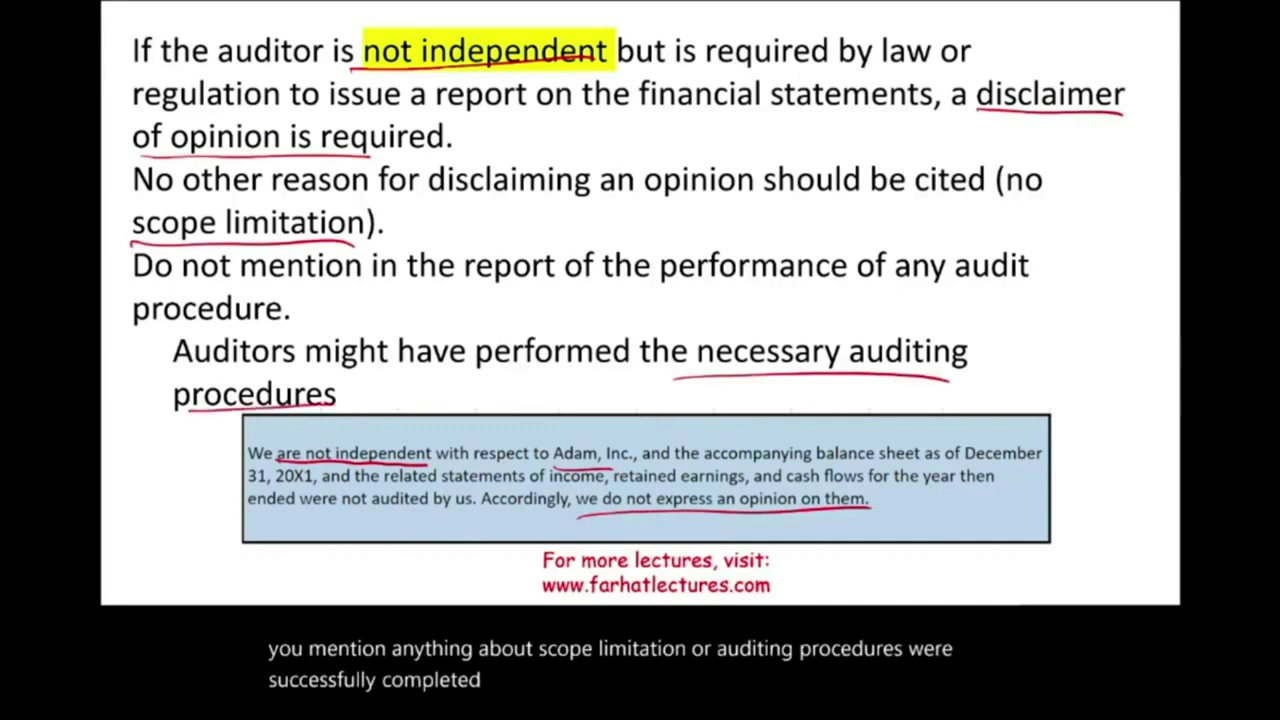 If the auditor is not independent but is required by law or
regulation to issue a report on the financial statements, a disclaimer
of opinion is required.
No other reason for disclaiming an opinion should be cited (no
scope limitation).
Do not mention in the report of the performance of any audit
procedure.
Auditors might have performed the necessary auditing
procedures
We are not independent with respect to Adam, Inc., and the accompanying balance sheet as of December
31, 20X1, and the related statements of income, retained earnings, and cash flows for the year then
ended were not audited by us. Accordingly, we do not express an opinion on them.
For more lectures, visit:
www.farhatlectures.com
you mention anything about scope limitation or auditing procedures were
successfully completed